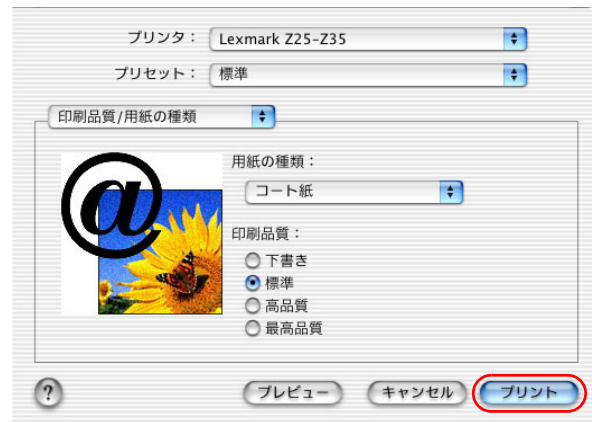 プリンタ： Lexmark Z25-Z35
プリセット： 標準
印刷品質/用紙の種類
用紙の種類：
コート紙
印刷品質：
下書き
標準
高品質
最高品質
@
? プレビュー キャンセル プリント